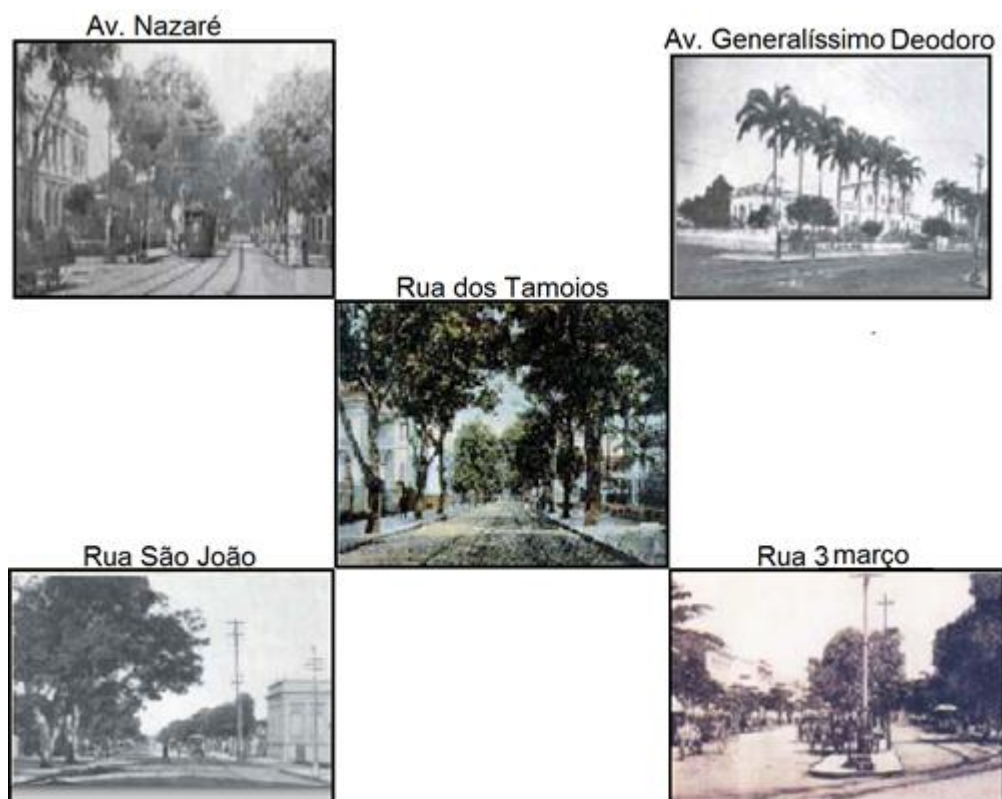 Av. Nazaré
Av. Generalíssimo Deodoro
Rua dos Tamoios
Rua São João
Rua 3 março